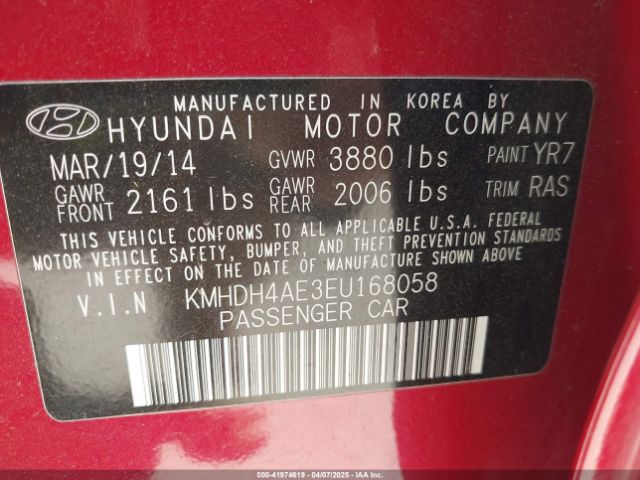 MANUFACTURED IN KOREA BY
HYUNDAI MOTOR COMPANY
MAR/19/14 GVWR 3880 lbs PAINT YR7
GAWR FRONT 2161 lbs GAWR REAR 2006 lbs TRIM RAS
THIS VEHICLE CONFORMS TO ALL APPLICABLE U.S.A. FEDERAL
MOTOR VEHICLE SAFETY, BUMPER, AND THEFT PREVENTION STANDARDS
IN EFFECT ON THE DATE OF MANUFACTURE SHOWN ABOVE.
V.I.N KMHDH4AE3EU168058
PASSENGER CAR
000-41974619 04/07/2025 - IAAI.COM